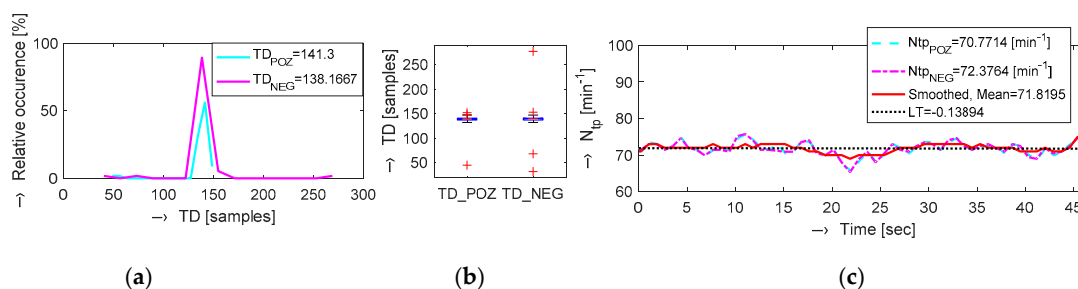 —> Relative occurence [%]
100
50
0
TD_POZ=141.3
TD_NEG=138.1667
0 50 100 150 200 250 300
—> TD [samples]
(a)
—> TD [samples]
250
200
150
100
50
TD_POZ TD_NEG
(b)
—> N_tp [min^-1]
100
90
80
70
60
Ntp_POZ=70.7714 [min^-1]
Ntp_NEG=72.3764 [min^-1]
Smoothed, Mean=71.8195
LT=-0.13894
0 5 10 15 20 25 30 35 40 45
—> Time [sec]
(c)